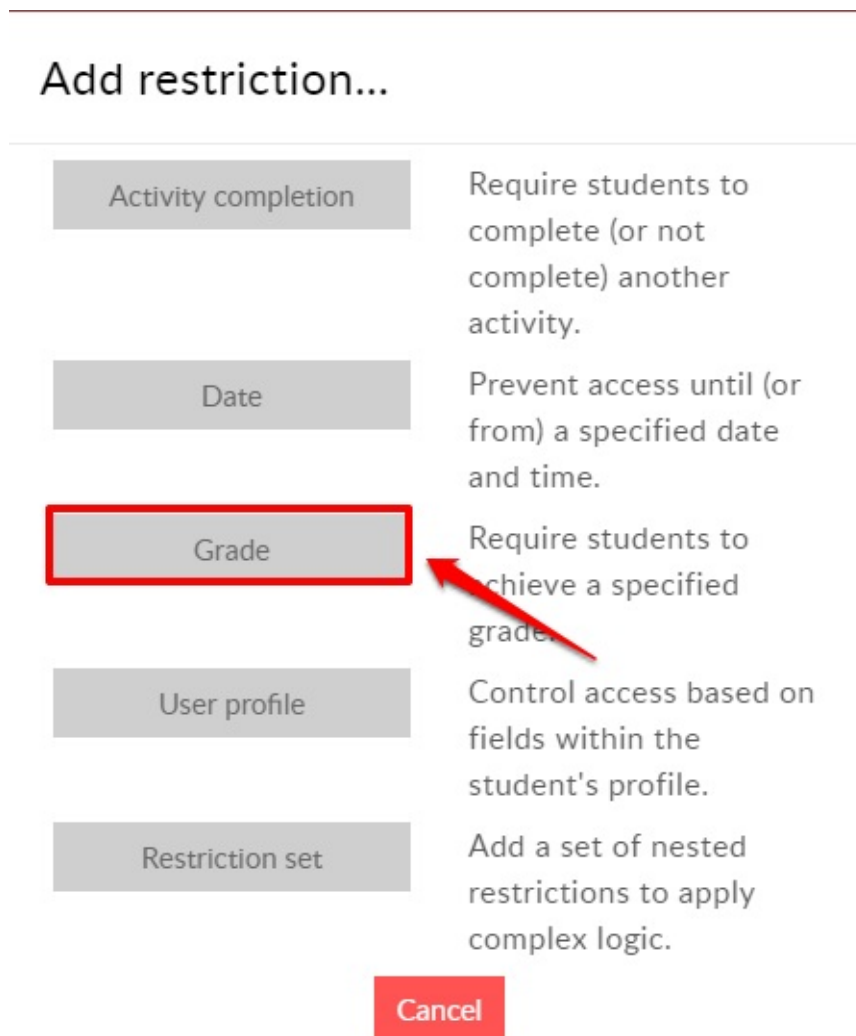 Add restriction...
Activity completion
Require students to
complete (or not
complete) another
activity.
Date
Prevent access until (or
from) a specified date
and time.
Grade
Require students to
achieve a specified
grade.
User profile
Control access based on
fields within the
student's profile.
Restriction set
Add a set of nested
restrictions to apply
complex logic.
Cancel